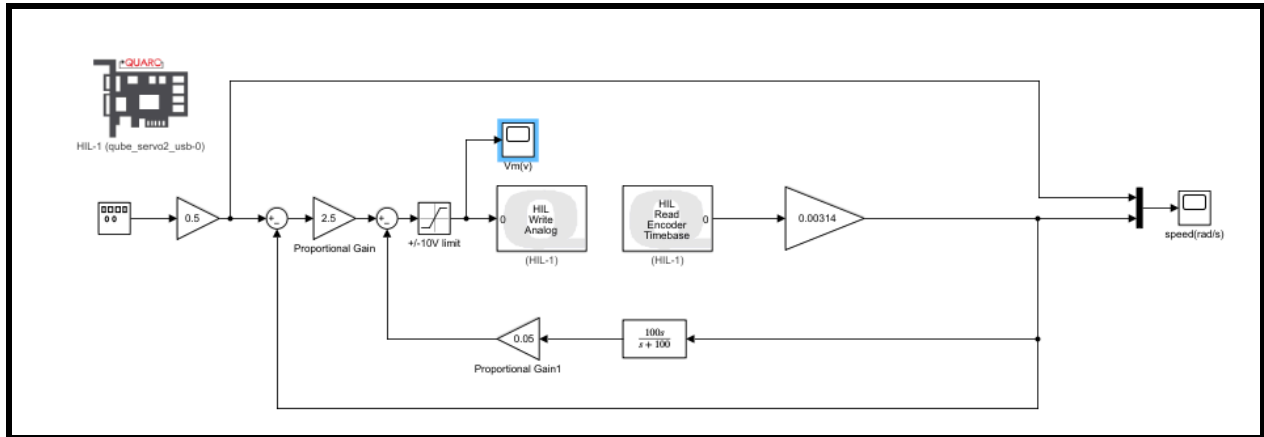 QUARC
HIL-1 (qube_servo2_usb-0)
Vm(v)
0.5
+
-
2.5
Proportional Gain
+
-
+/-10V limit
0
HIL
Write
Analog
(HIL-1)
HIL
Read
Encoder
Timebase
0
(HIL-1)
0.00314
speed(rad/s)
0.05
Proportional Gain1
100s
s + 100